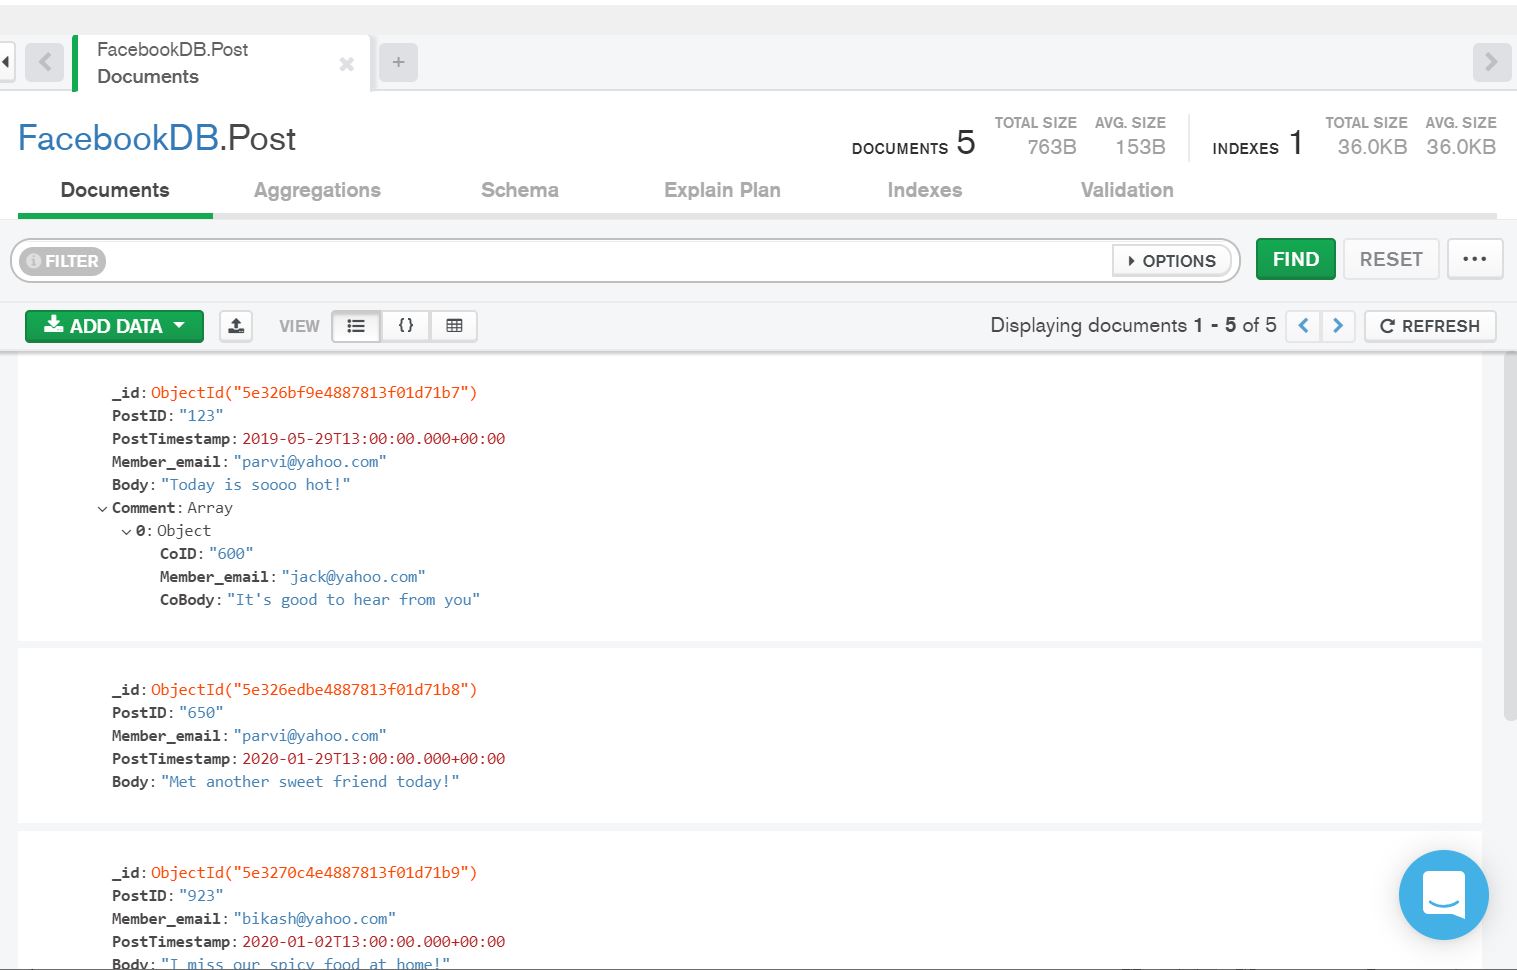 FacebookDB.Post
Documents
+
FacebookDB.Post
DOCUMENTS 5 TOTAL SIZE 763B AVG. SIZE 153B INDEXES 1 TOTAL SIZE 36.0KB AVG. SIZE 36.0KB
Documents Aggregations Schema Explain Plan Indexes Validation
FILTER OPTIONS FIND RESET ...
ADD DATA VIEW {} Displaying documents 1 - 5 of 5 < > REFRESH
_id: ObjectId("5e326bf9e4887813f01d71b7")
PostID: "123"
PostTimestamp: 2019-05-29T13:00:00.000+00:00
Member_email: "parvi@yahoo.com"
Body: "Today is soooo hot!"
Comment: Array
0: Object
CoID: "600"
Member_email: "jack@yahoo.com"
CoBody: "It's good to hear from you"
_id: ObjectId("5e326edbe4887813f01d71b8")
PostID: "650"
Member_email: "parvi@yahoo.com"
PostTimestamp: 2020-01-29T13:00:00.000+00:00
Body: "Met another sweet friend today!"
_id: ObjectId("5e3270c4e4887813f01d71b9")
PostID: "923"
Member_email: "bikash@yahoo.com"
PostTimestamp: 2020-01-02T13:00:00.000+00:00
Body: "I miss our spicy food at home!"